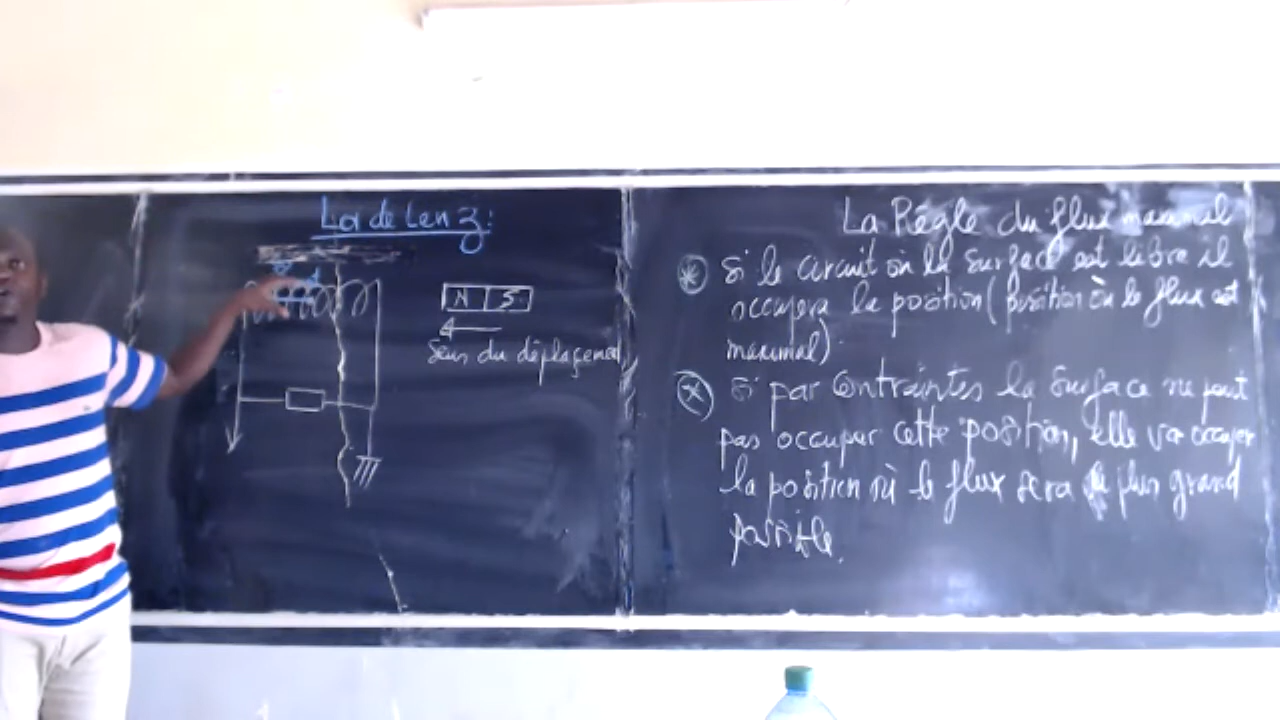 Loi de Lenz:
N S
Sens du déplacement
La Règle du flux maximal
* Si le circuit ou la Surface est libre il
occupera la position (position où le flux est
maximal).
* Si par Contraintes la Surface ne peut
pas occuper cette position, elle va occuper
la position où le flux sera le plus grand
possible.